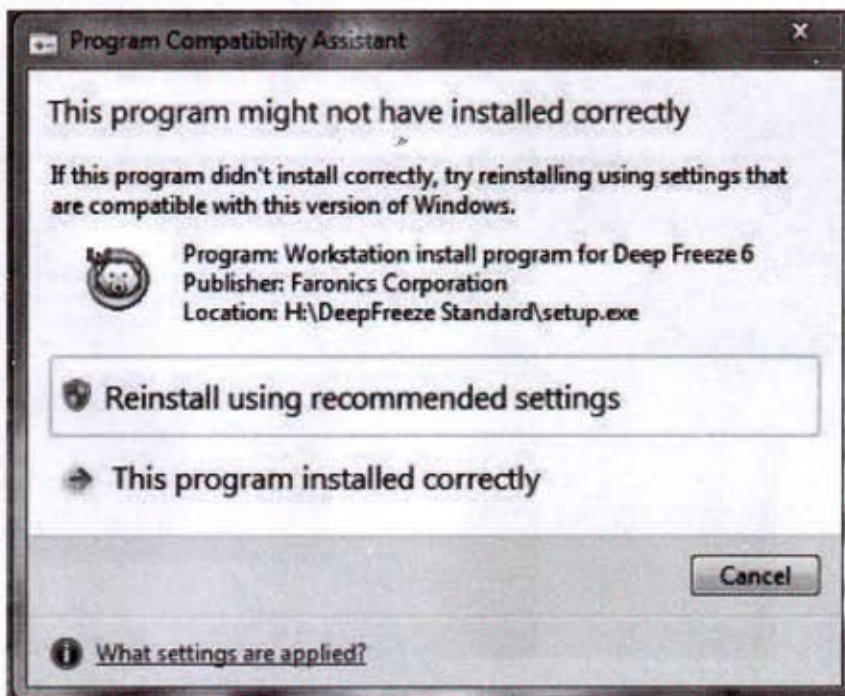 Program Compatibility Assistant
This program might not have installed correctly
If this program didn't install correctly, try reinstalling using settings that
are compatible with this version of Windows.
Program: Workstation install program for Deep Freeze 6
Publisher: Faronics Corporation
Location: H:\DeepFreeze Standard\setup.exe
Reinstall using recommended settings
This program installed correctly
Cancel
What settings are applied?